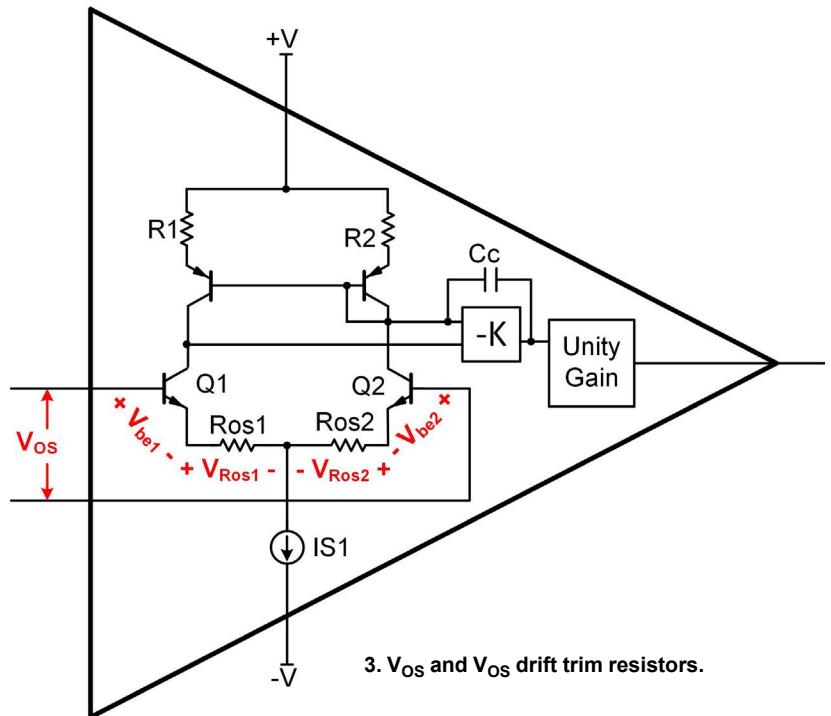 +V
R1
R2
Cc
-K
Unity
Gain
Q1
Q2
Ros1
Ros2
VOS
+ Vbe1 -
+ VRos1 -
- VRos2 +
- Vbe2 +
IS1
-V
3. VOS and VOS drift trim resistors.